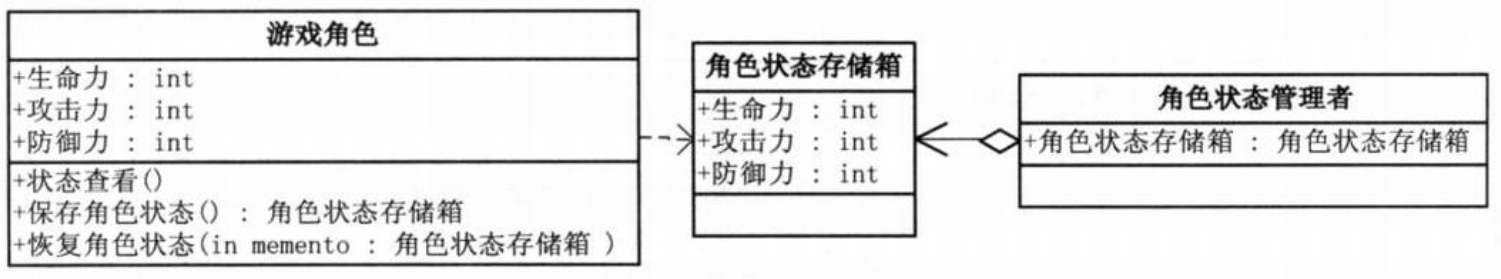 游戏角色
+生命力 : int
+攻击力 : int
+防御力 : int
+状态查看()
+保存角色状态() : 角色状态存储箱
+恢复角色状态(in memento : 角色状态存储箱 )
角色状态存储箱
+生命力 : int
+攻击力 : int
+防御力 : int
角色状态管理者
+角色状态存储箱 : 角色状态存储箱